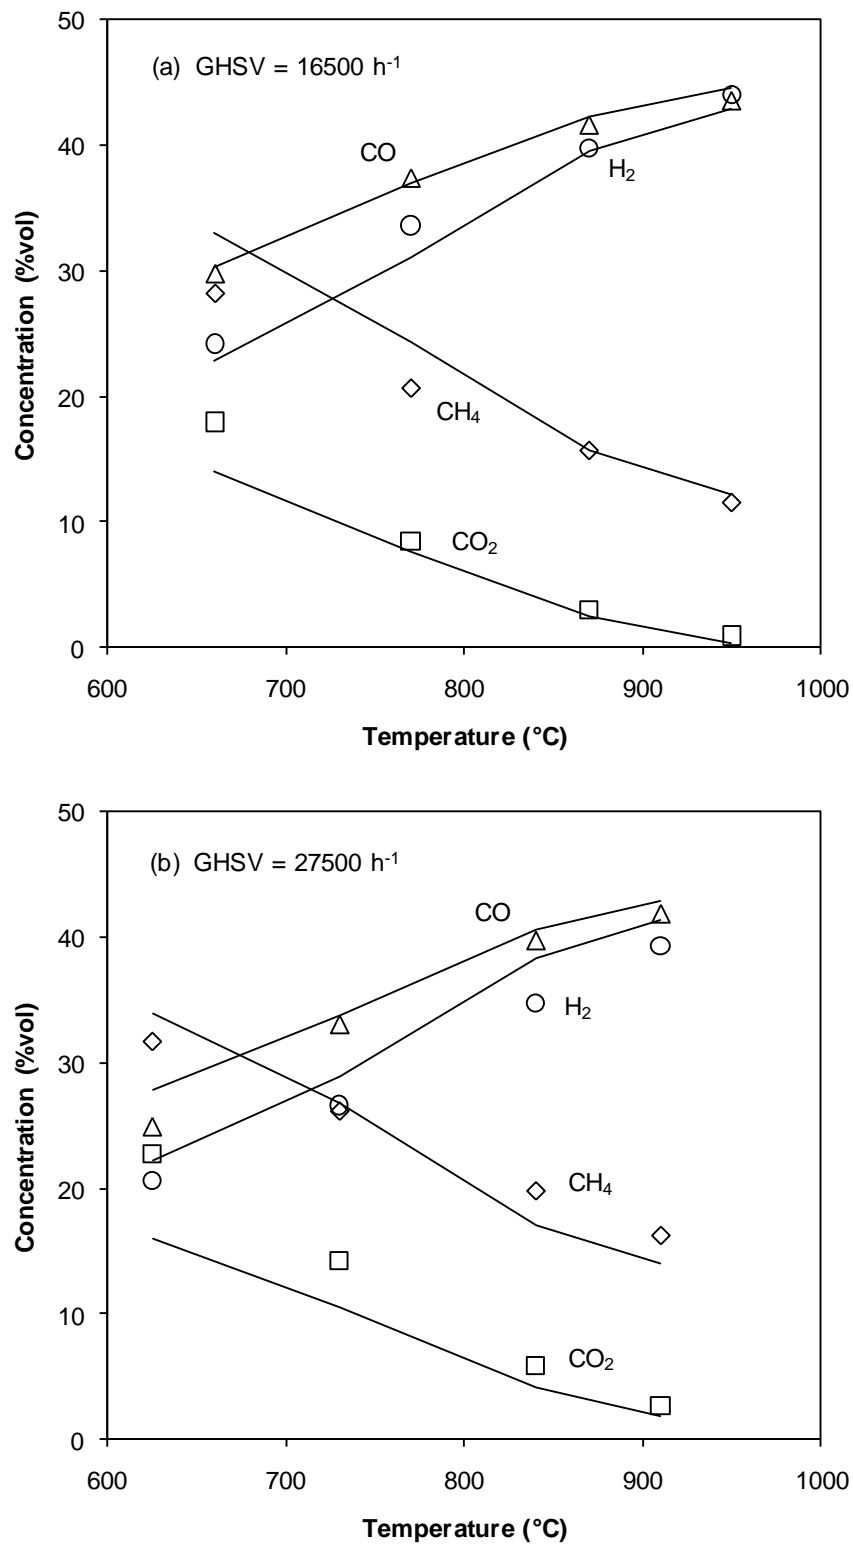 50
(a) GHSV = 16500 h-1
40
CO
H2
30
Concentration (%vol)
20
CH4
10
CO2
0
600 700 800 900 1000
Temperature (°C)
50
(b) GHSV = 27500 h-1
CO
40
H2
30
Concentration (%vol)
20
CH4
10
CO2
0
600 700 800 900 1000
Temperature (°C)